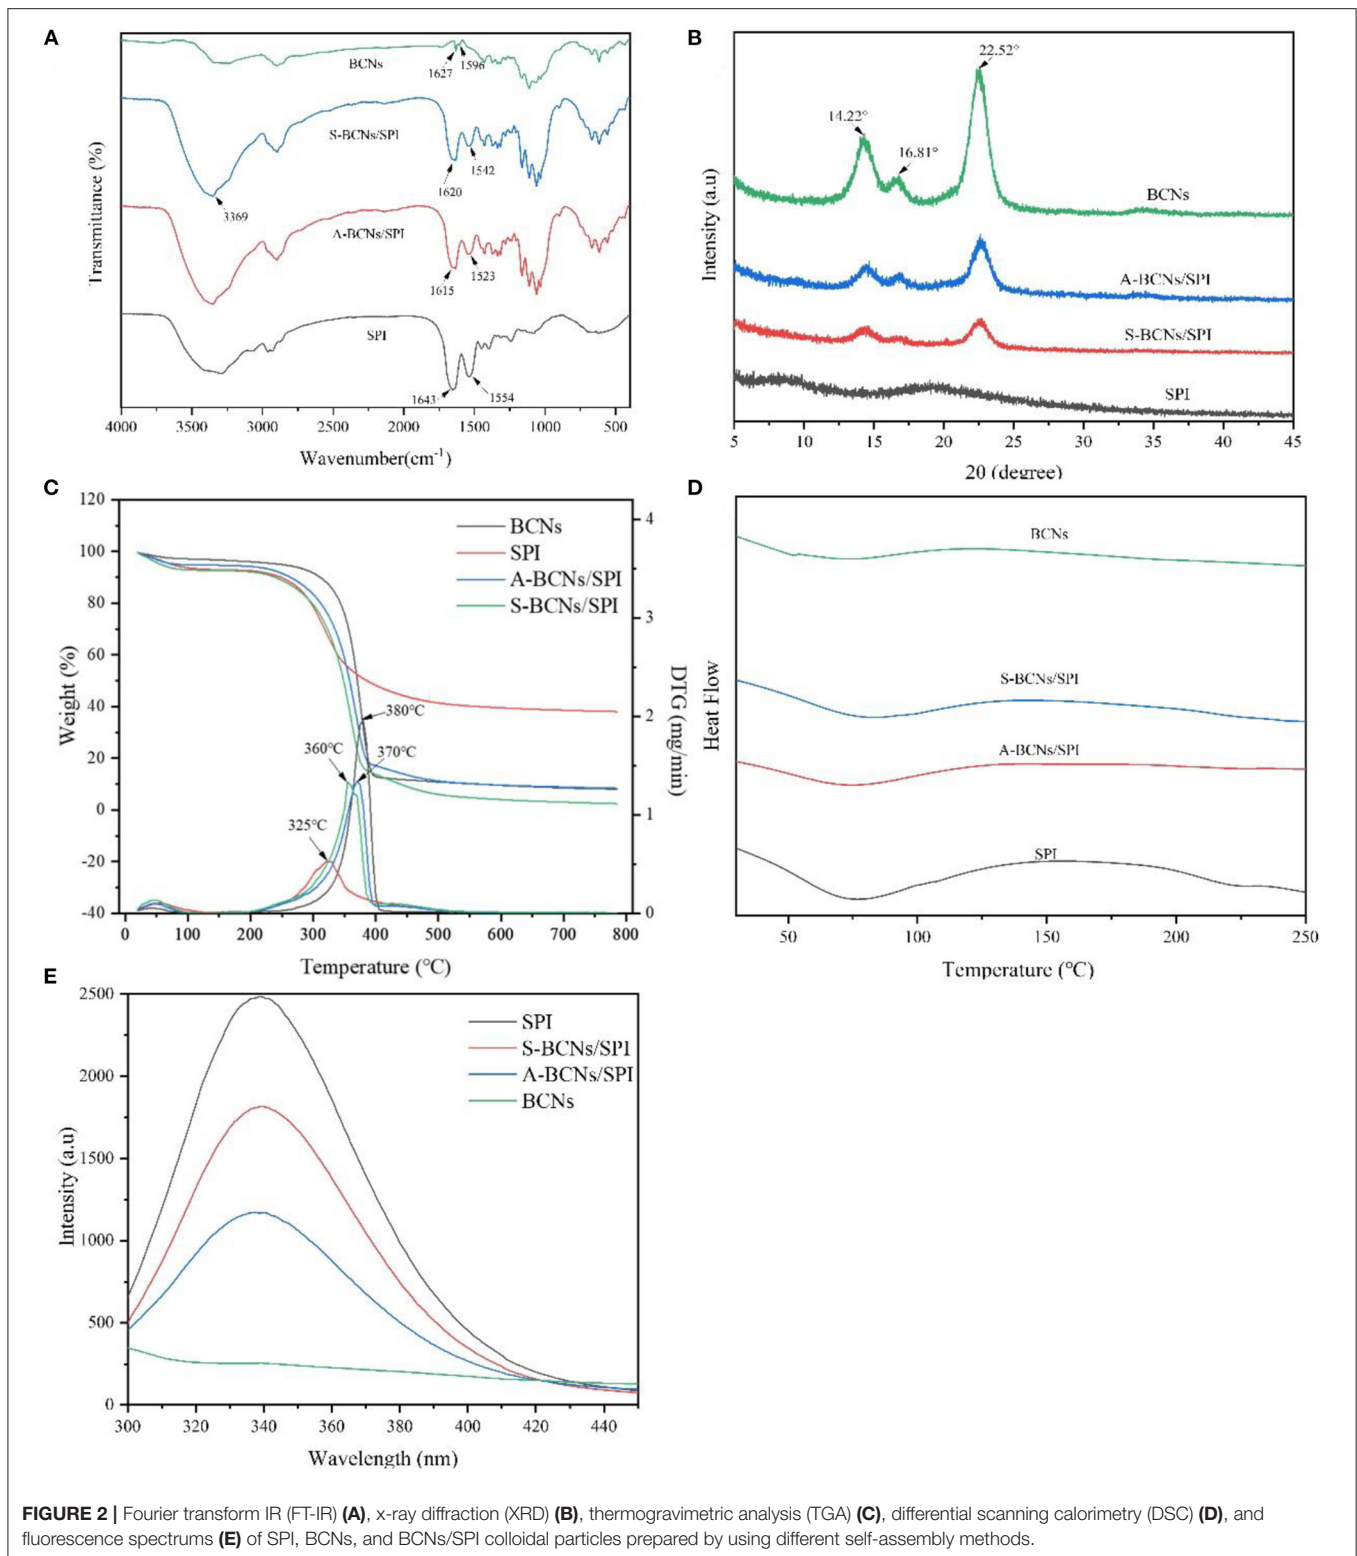 A
BCNs
1627
1596
S-BCNs/SPI
1620
1542
3369
A-BCNs/SPI
1615
1523
SPI
1643
1554
Transmittance (%)
4000 3500 3000 2500 2000 1500 1000 500
Wavenumber(cm-1)
B
22.52°
14.22°
16.81°
BCNs
A-BCNs/SPI
S-BCNs/SPI
SPI
Intensity (a.u)
5 10 15 20 25 30 35 40 45
2θ (degree)
C
120
100
80
60
40
20
0
-20
-40
Weight (%)
BCNs
SPI
A-BCNs/SPI
S-BCNs/SPI
380℃
360℃
370℃
325℃
4
3
2
1
0
DTG (mg/min)
0 100 200 300 400 500 600 700 800
Temperature (℃)
D
BCNs
S-BCNs/SPI
A-BCNs/SPI
SPI
Heat Flow
50 100 150 200 250
Temperature (℃)
E
2500
2000
1500
1000
500
0
Intensity (a.u)
SPI
S-BCNs/SPI
A-BCNs/SPI
BCNs
300 320 340 360 380 400 420 440
Wavelength (nm)
FIGURE 2 | Fourier transform IR (FT-IR) (A), x-ray diffraction (XRD) (B), thermogravimetric analysis (TGA) (C), differential scanning calorimetry (DSC) (D), and
fluorescence spectrums (E) of SPI, BCNs, and BCNs/SPI colloidal particles prepared by using different self-assembly methods.